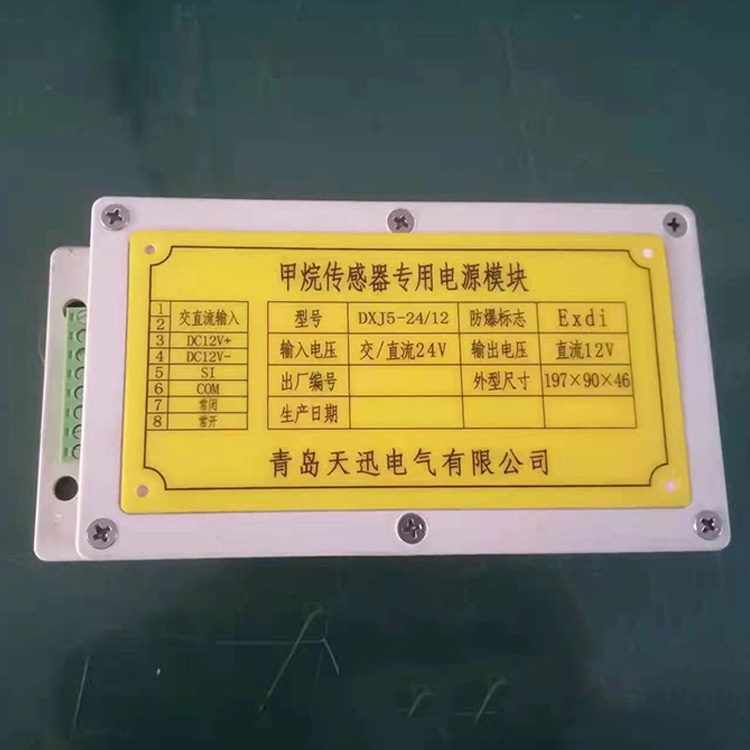 甲烷传感器专用电源模块
1 2 交直流输入
3 DC12V+
4 DC12V-
5 SI
6 COM
7 常闭
8 常开
型号 DXJ5-24/12 防爆标志 Exdi
输入电压 交/直流24V 输出电压 直流12V
出厂编号 外型尺寸 197×90×46
生产日期
青岛天迅电气有限公司